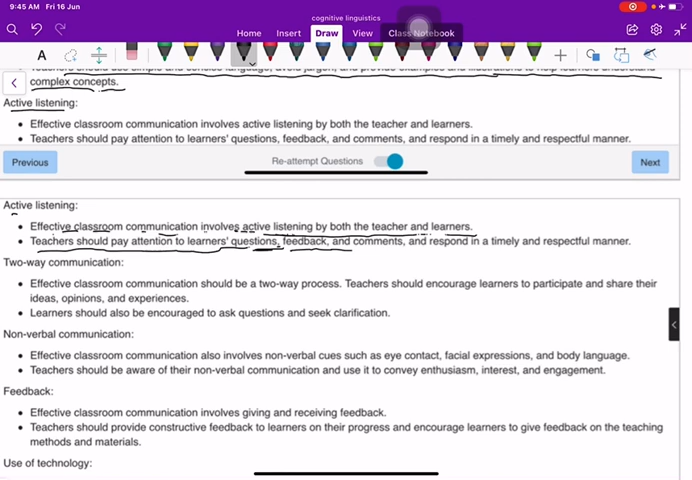 9:45 AM Fri 16 Jun
cognitive linguistics
Home Insert Draw View Class Notebook
A
complex concepts.
Active listening:
• Effective classroom communication involves active listening by both the teacher and learners.
• Teachers should pay attention to learners' questions, feedback, and comments, and respond in a timely and respectful manner.
Previous Re-attempt Questions Next
Active listening:
• Effective classroom communication involves active listening by both the teacher and learners.
• Teachers should pay attention to learners' questions, feedback, and comments, and respond in a timely and respectful manner.
Two-way communication:
• Effective classroom communication should be a two-way process. Teachers should encourage learners to participate and share their
ideas, opinions, and experiences.
• Learners should also be encouraged to ask questions and seek clarification.
Non-verbal communication:
• Effective classroom communication also involves non-verbal cues such as eye contact, facial expressions, and body language.
• Teachers should be aware of their non-verbal communication and use it to convey enthusiasm, interest, and engagement.
Feedback:
• Effective classroom communication involves giving and receiving feedback.
• Teachers should provide constructive feedback to learners on their progress and encourage learners to give feedback on the teaching
methods and materials.
Use of technology: